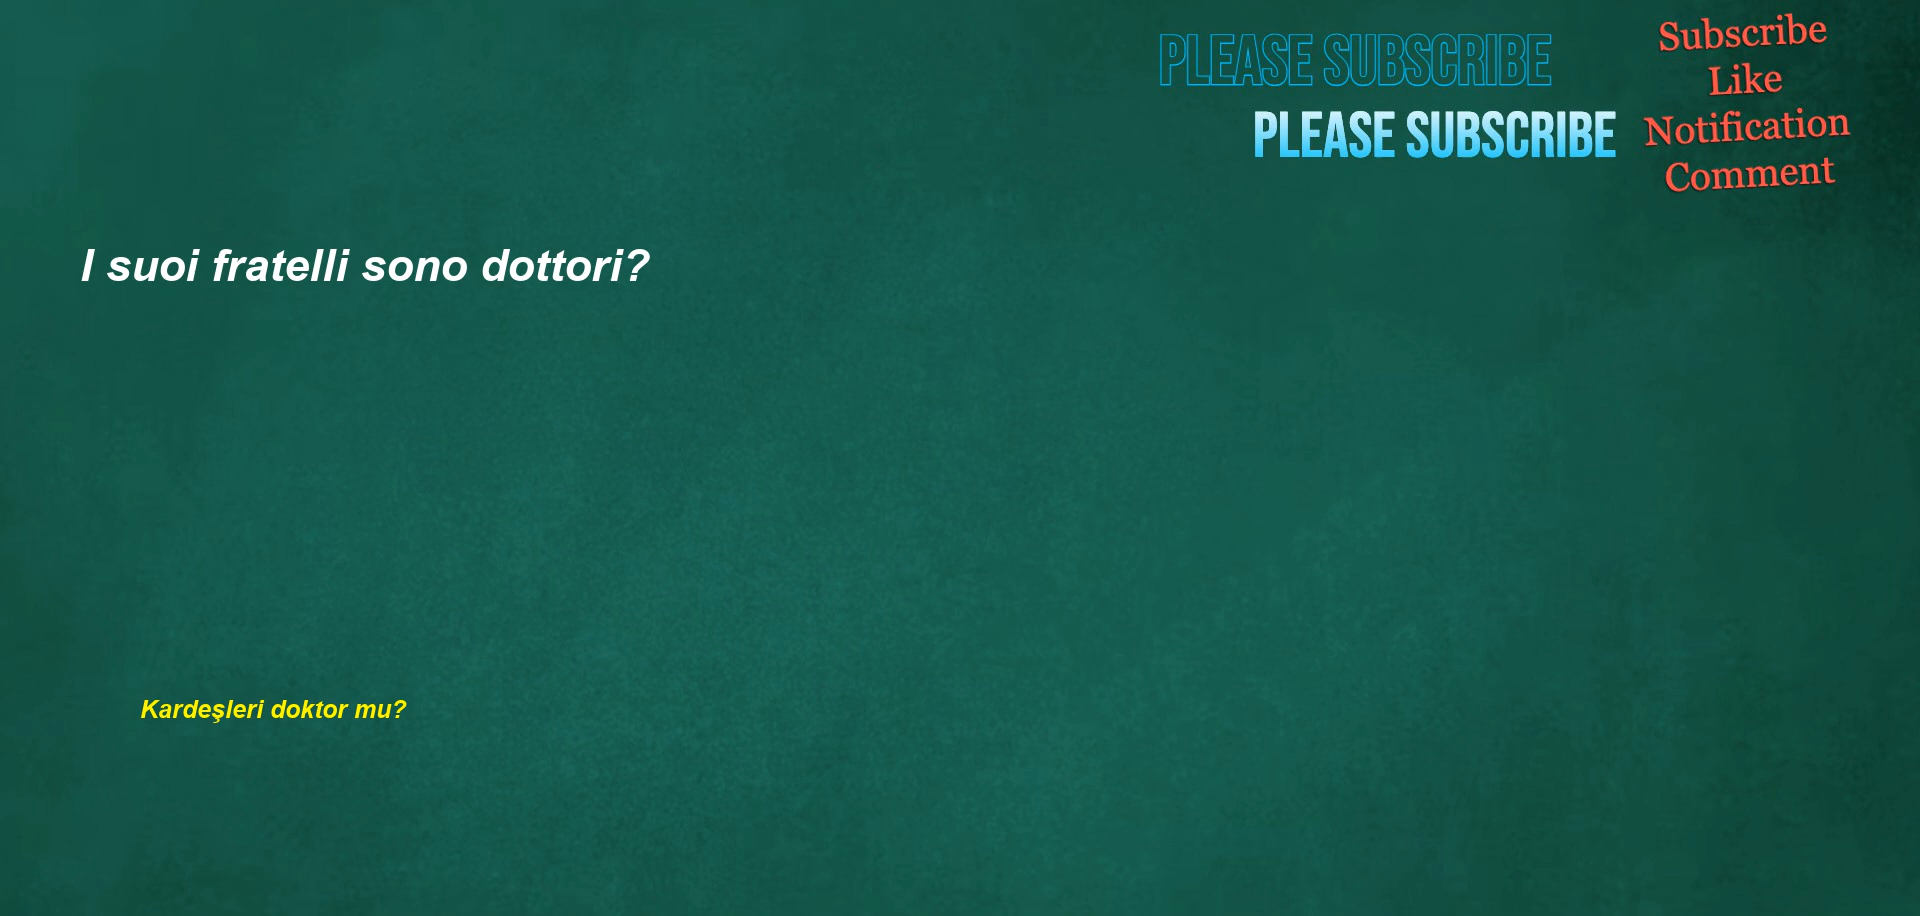 PLEASE SUBSCRIBE
PLEASE SUBSCRIBE
Subscribe
Like
Notification
Comment
I suoi fratelli sono dottori?
Kardeşleri doktor mu?